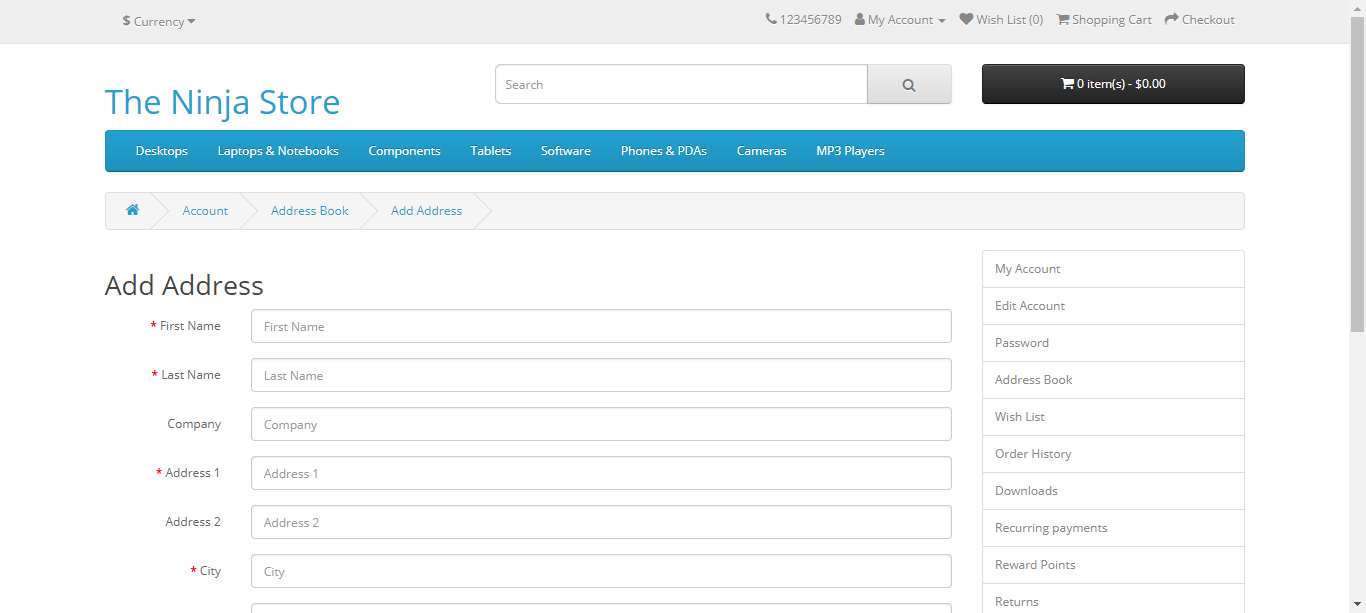 $ Currency
123456789 My Account Wish List (0) Shopping Cart Checkout
The Ninja Store
Search
0 item(s) - $0.00
Desktops Laptops & Notebooks Components Tablets Software Phones & PDAs Cameras MP3 Players
Account Address Book Add Address
Add Address
* First Name First Name
* Last Name Last Name
Company Company
* Address 1 Address 1
Address 2 Address 2
* City City
My Account
Edit Account
Password
Address Book
Wish List
Order History
Downloads
Recurring payments
Reward Points
Returns